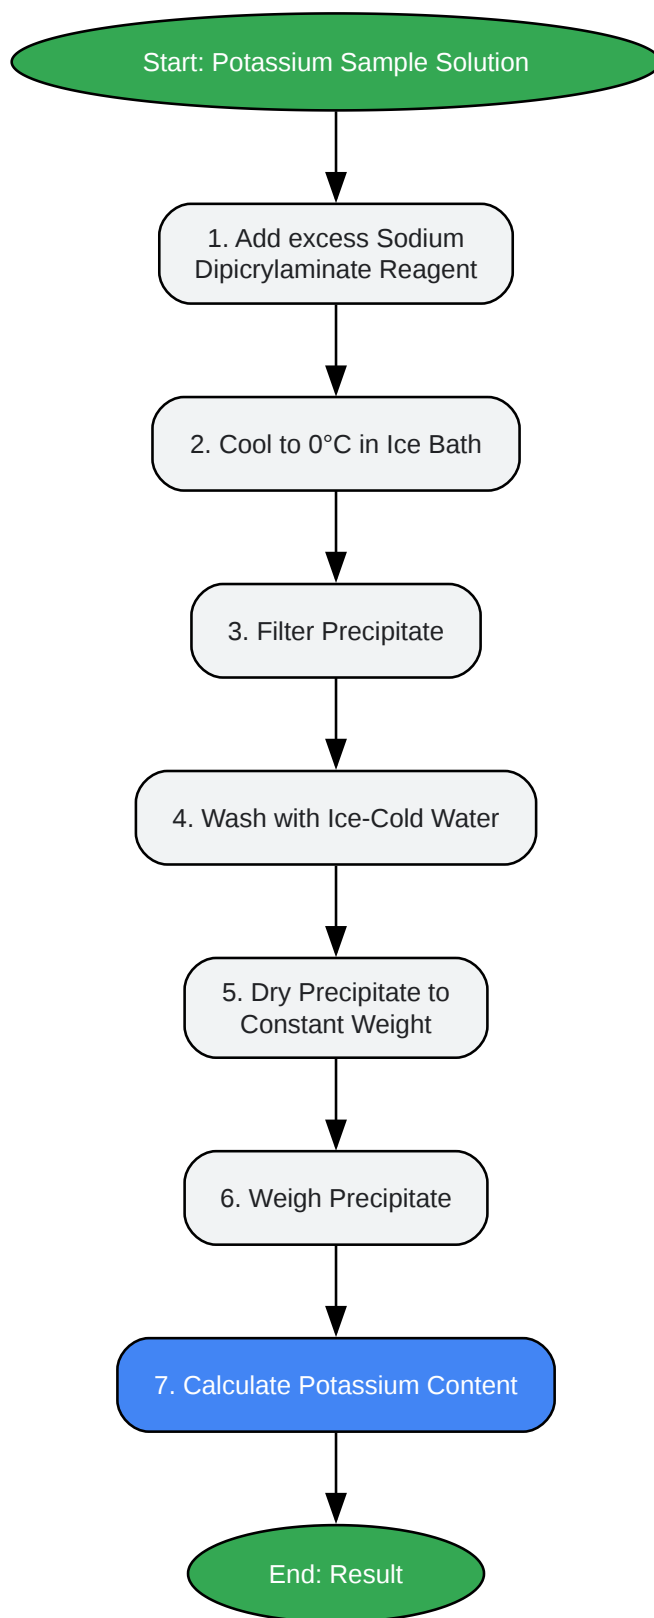 Start: Potassium Sample Solution
1. Add excess Sodium
Dipicrylaminate Reagent
2. Cool to 0°C in Ice Bath
3. Filter Precipitate
4. Wash with Ice-Cold Water
5. Dry Precipitate to
Constant Weight
6. Weigh Precipitate
7. Calculate Potassium Content
End: Result